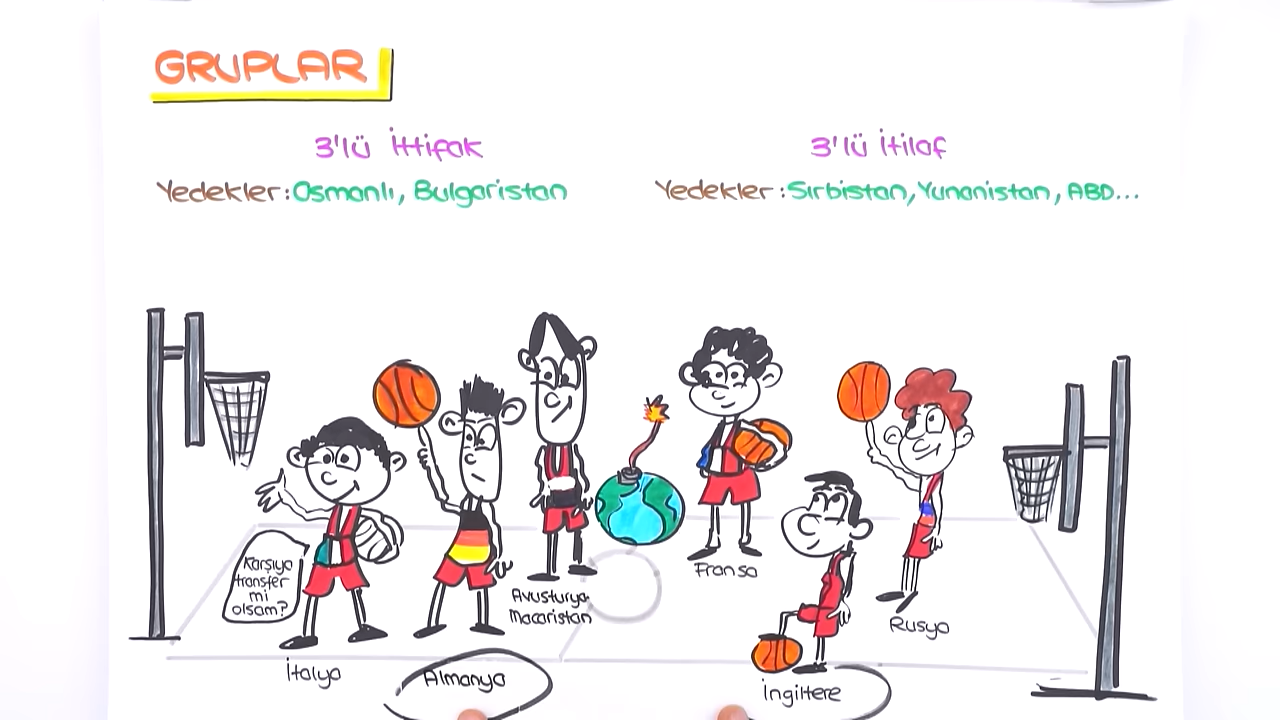 GRUPLAR
3'lü İttifak
Yedekler: Osmanlı, Bulgaristan
3'lü İtilaf
Yedekler: Sırbistan, Yunanistan, ABD...
Karşıya
transfer
mi
olsam?
İtalya
Almanya
Avusturya-
Macaristan
Fransa
İngiltere
Rusya